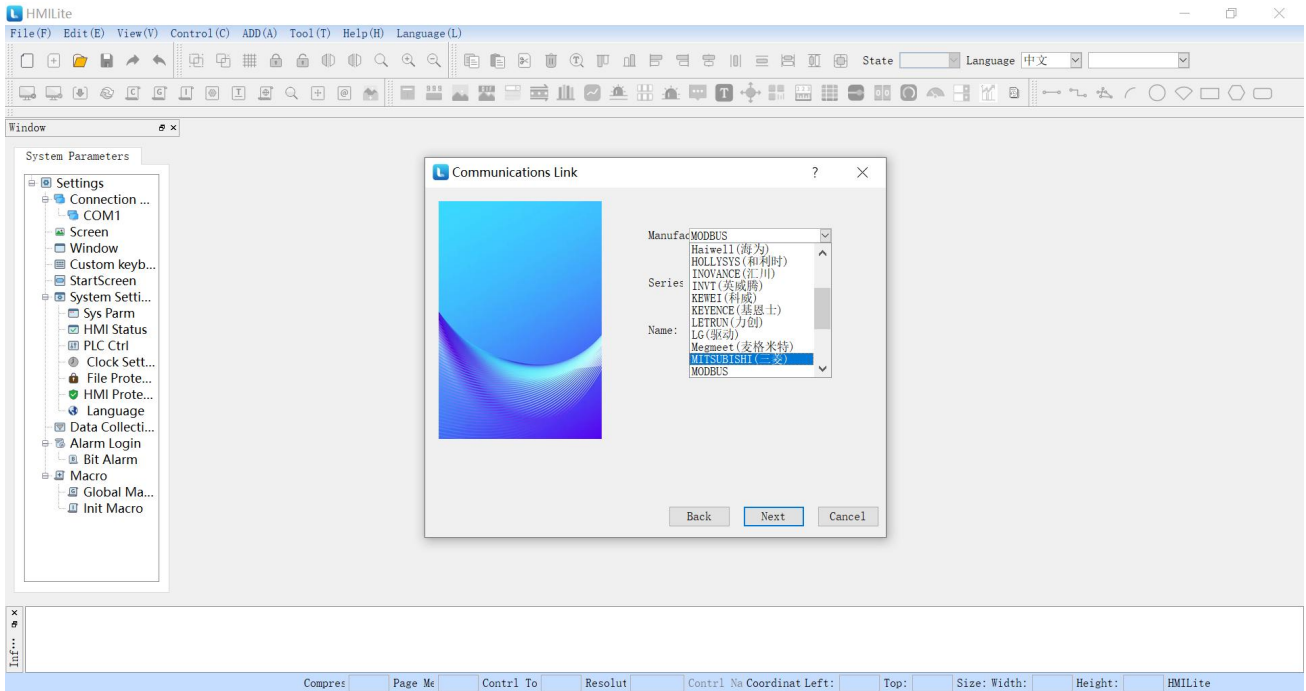 HMILite
File(F) Edit(E) View(V) Control(C) ADD(A) Tool(T) Help(H) Language(L)
State Language 中文
Window
System Parameters
Settings
Connection ...
COM1
Screen
Window
Custom keyb...
StartScreen
System Setti...
Sys Parm
HMI Status
PLC Ctrl
Clock Sett...
File Prote...
HMI Prote...
Language
Data Collecti...
Alarm Login
Bit Alarm
Macro
Global Ma...
Init Macro
Communications Link
Manufac MODBUS
Haiwell(海为)
HOLLYSYS(和利时)
INOVANCE(汇川)
Series
INVT(英威腾)
KEWEI(科威)
KEYENCE(基恩士)
LETRUN(力创)
Name:
LG(驱动)
Megmeet(麦格米特)
MITSUBISHI(三菱)
MODBUS
Back Next Cancel
Inf...
Compres Page Me Contrl To Resolut Contrl Na Coordinat Left: Top: Size: Width: Height: HMILite